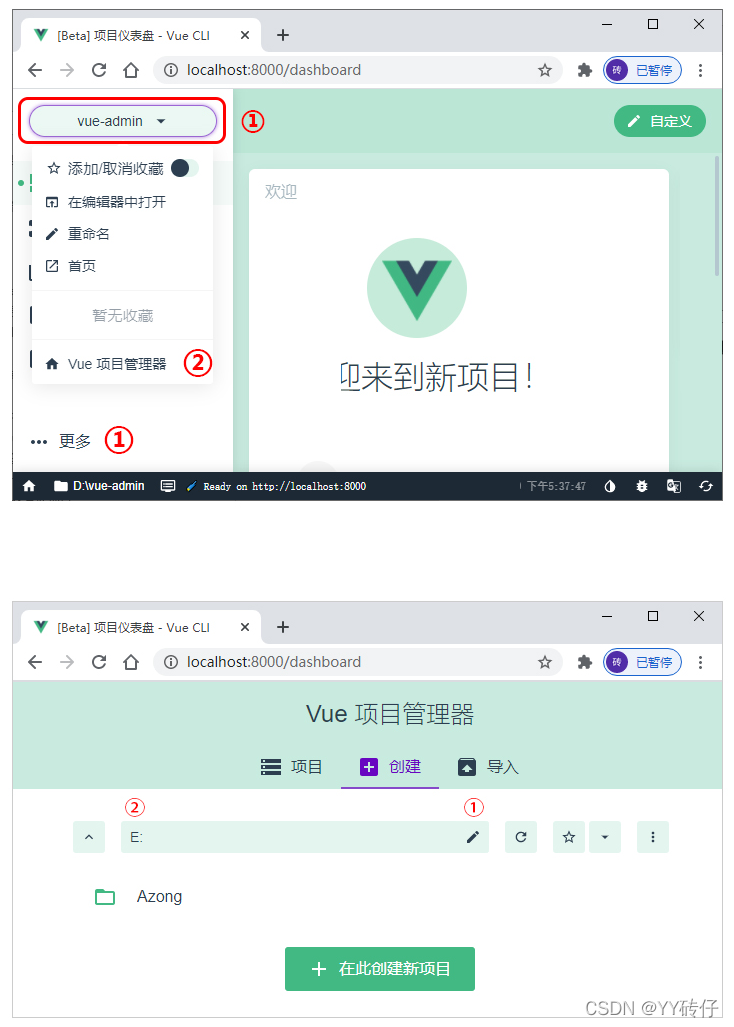 [Beta] 项目仪表盘 - Vue CLI
localhost:8000/dashboard
砖 已暂停
vue-admin ①
自定义
添加/取消收藏
在编辑器中打开
重命名
首页
暂无收藏
Vue 项目管理器 ②
更多 ①
欢迎
迎来到新项目!
D:\vue-admin Ready on http://localhost:8000 下午5:37:47
[Beta] 项目仪表盘 - Vue CLI
localhost:8000/dashboard
砖 已暂停
Vue 项目管理器
项目 创建 导入
② ①
E:
Azong
在此创建新项目
CSDN @YY砖仔